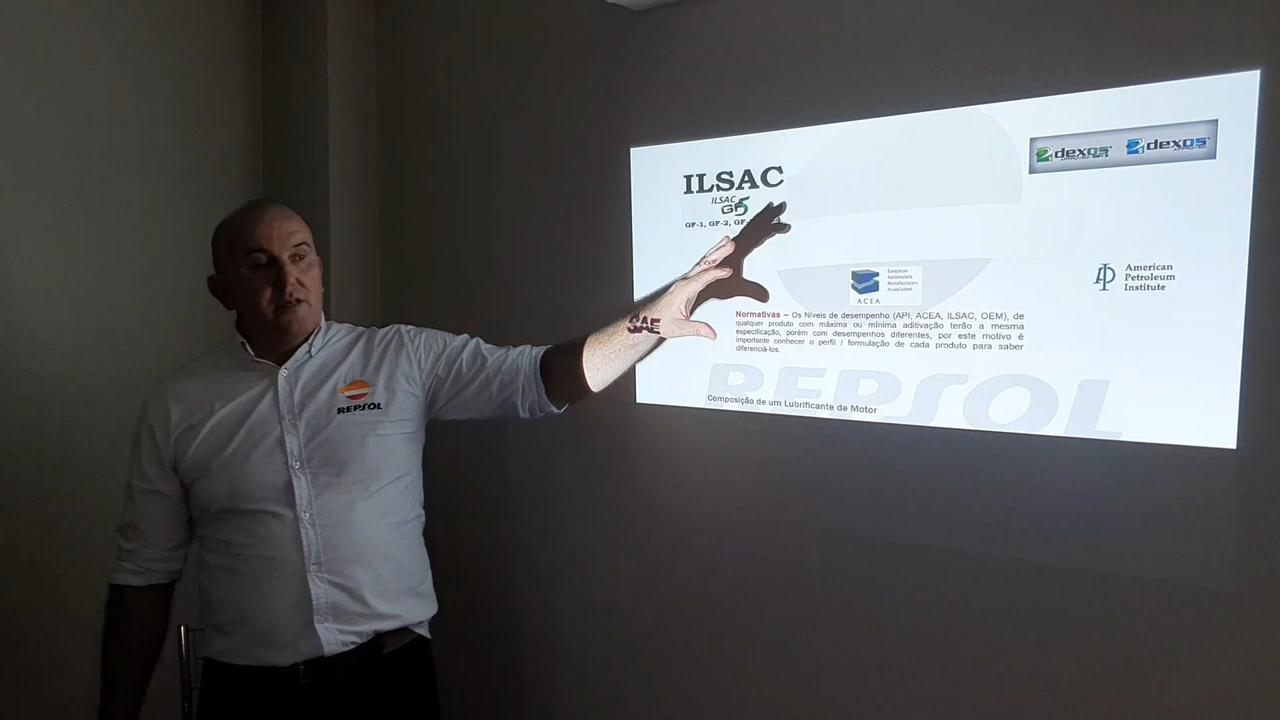 ILSAC
ILSAC
GF5
GF-1, GF-2, GF-
dexos
dexos
ACEA
European
Automobile
Manufacturers
Association
American
Petroleum
Institute
SAE
Normativas – Os Níveis de desempenho (API, ACEA, ILSAC, OEM), de
qualquer produto com máxima ou mínima aditivação terão a mesma
especificação, porém com desempenhos diferentes, por este motivo é
importante conhecer o perfil / formulação de cada produto para saber
diferenciá-los.
REPSOL
Composição de um Lubrificante de Motor
REPSOL